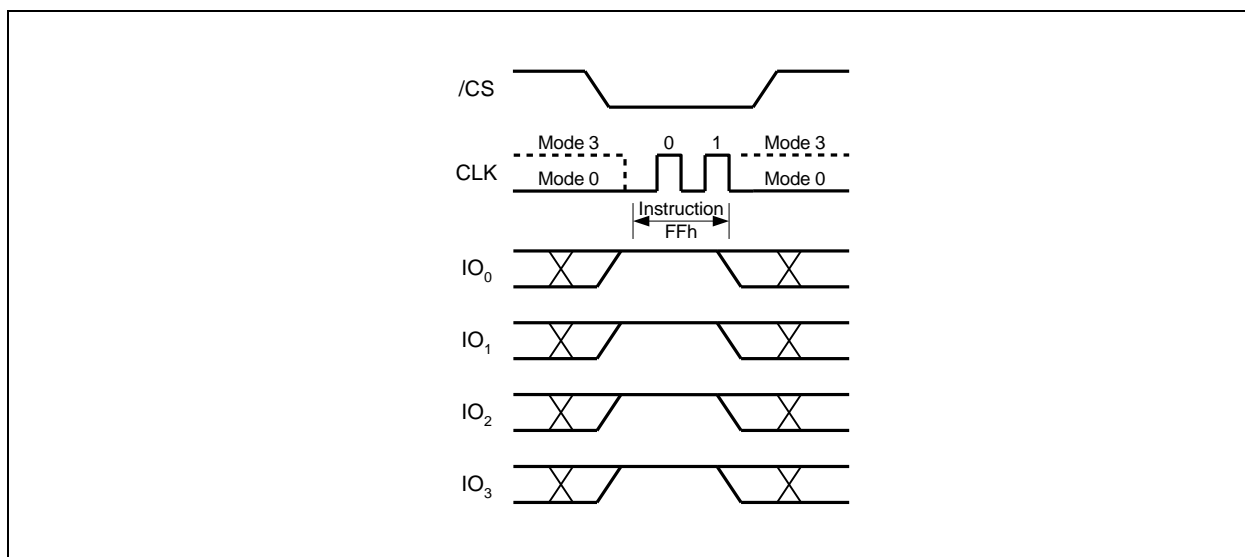 /CS
Mode 3 0 1 Mode 3
CLK
Mode 0 Mode 0
Instruction
FFh
IO0
IO1
IO2
IO3